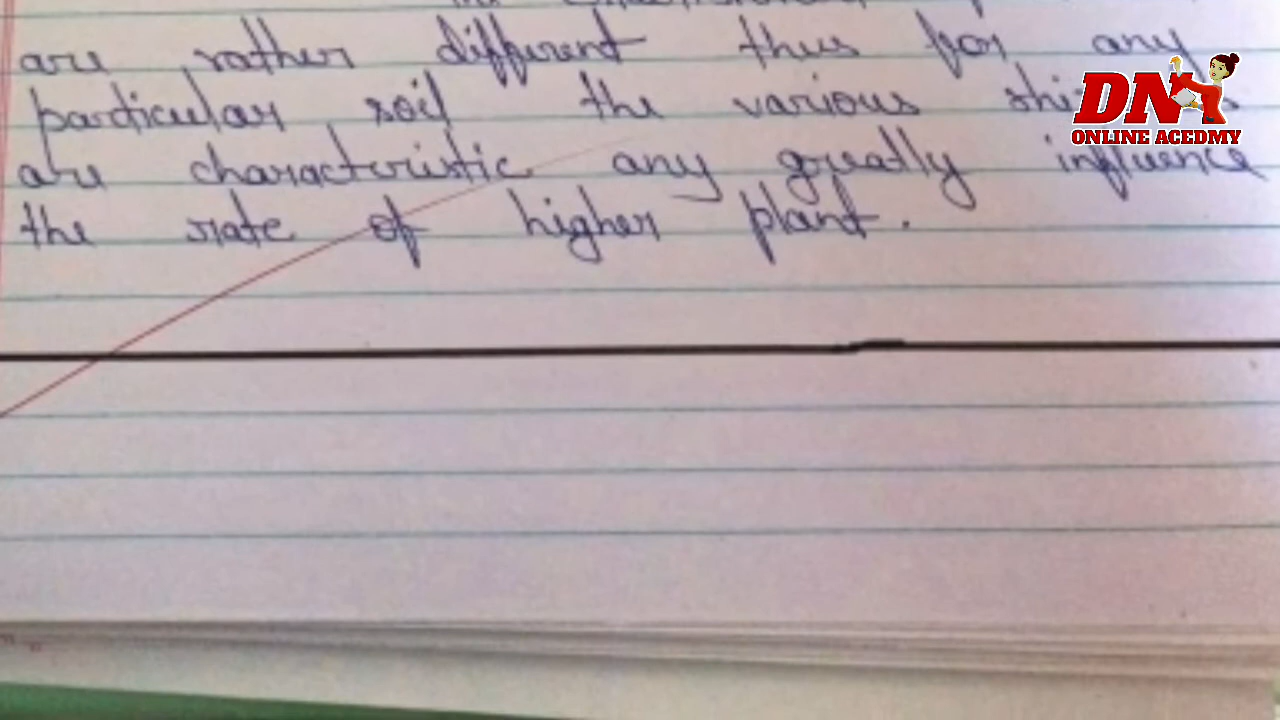 are rather different thus for any
particular soil the various
are characteristic any greatly influence
the rate of higher plant.
DN
ONLINE ACEDMY